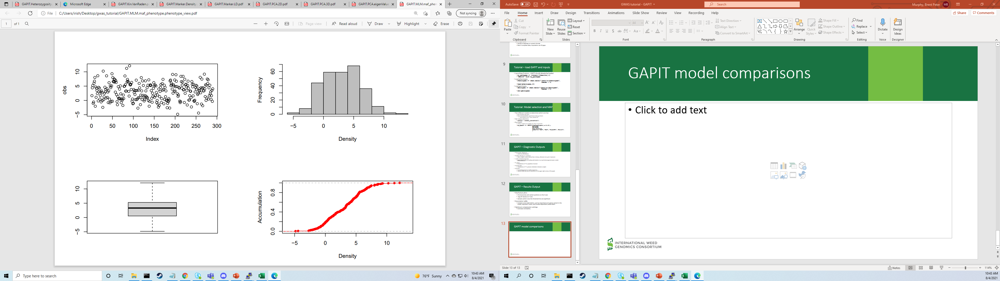 GAPIT.Heterozygosity.
Microsoft Edge
GAPIT.Kin.VanRaden.p
GAPIT.Marker.Density.
GAPIT.Marker.LD.pdf
GAPIT.PCA.2D.pdf
GAPIT.PCA.3D.pdf
GAPIT.PCA.eigenValue
GAPIT.MLM.maf_phen
File
C:/Users/irish/Desktop/gwas_tutorial/GAPIT.MLM.maf_phenotype.phenotype_view.pdf
Not syncing
1 of 1
Page view
Read aloud
Draw
Highlight
Erase
obs
−5 0 5 10
0 50 100 150 200 250 300
Index
Frequency
0 20 40 60
−5 0 5 10
Density
−5 0 5 10
Accumulation
0.0 0.4 0.8
−5 0 5 10
Density
Type here to search
76°F Sunny
10:43 AM
8/4/2021
AutoSave Off
GWAS tutorial - GAPIT
Search
Murphy, Brent Peter
MB
File Home Insert Draw Design Transitions Animations Slide Show Review View Recording Help
Share
Comments
Paste
Cut
Copy
Format Painter
Clipboard
New Slide
Reuse Slides
Layout
Reset
Section
Slides
44
Font
Text Direction
Align Text
Convert to SmartArt
Paragraph
Arrange
Quick Styles
Shape Fill
Shape Outline
Shape Effects
Drawing
Find
Replace
Select
Editing
Dictate
Voice
Design Ideas
Designer
9
Tutorial – load GAPIT and inputs
10
Tutorial: Model selection and MAF
11
GAPIT – Diagnostic Outputs
12
GAPIT – Results Output
• Manhattan plots
• Association table
• Optimum compression settings
13
GAPIT model comparisons
GAPIT model comparisons
• Click to add text
INTERNATIONAL WEED
GENOMICS CONSORTIUM
Slide 13 of 13
Notes
114%
10:43 AM
8/4/2021